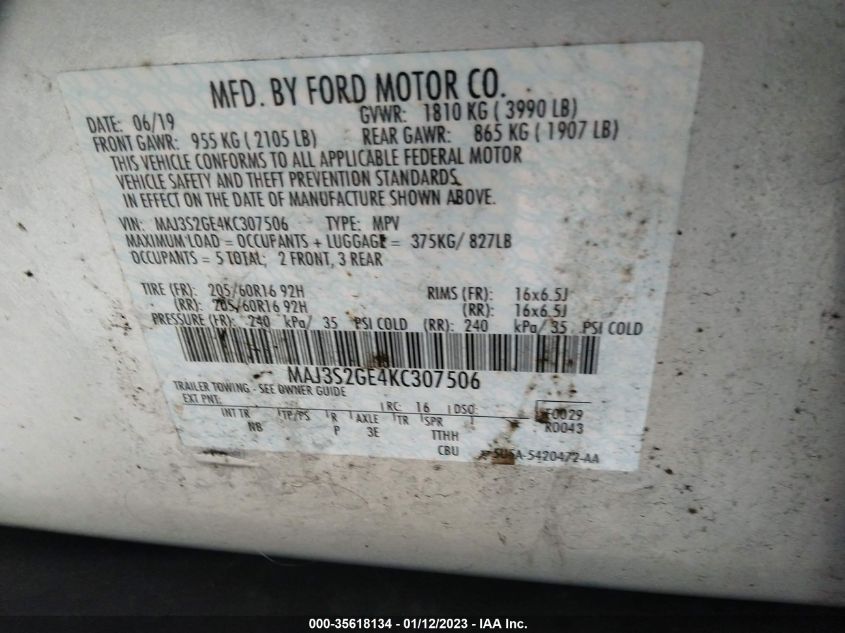 MFD. BY FORD MOTOR CO.
DATE: 06/19 GVWR: 1810 KG ( 3990 LB)
FRONT GAWR: 955 KG ( 2105 LB) REAR GAWR: 865 KG ( 1907 LB)
THIS VEHICLE CONFORMS TO ALL APPLICABLE FEDERAL MOTOR
VEHICLE SAFETY AND THEFT PREVENTION STANDARDS
IN EFFECT ON THE DATE OF MANUFACTURE SHOWN ABOVE.
VIN: MAJ3S2GE4KC307506 TYPE: MPV
MAXIMUM LOAD = OCCUPANTS + LUGGAGE = 375KG/ 827LB
OCCUPANTS = 5 TOTAL; 2 FRONT, 3 REAR
TIRE (FR): 205/60R16 92H RIMS (FR): 16x6.5J
(RR): 205/60R16 92H (RR): 16x6.5J
PRESSURE (FR): 240 kPa/ 35 PSI COLD (RR): 240 kPa/ 35 PSI COLD
MAJ3S2GE4KC307506
TRAILER TOWING - SEE OWNER GUIDE
EXT PNT: RC: 16 DSO: F0029
INT TR TP/PS R AXLE TR SPR R0043
NB P 3E TTHH
CBU 5U5A-5420472-AA
000-35618134 - 01/12/2023 - IAA Inc.